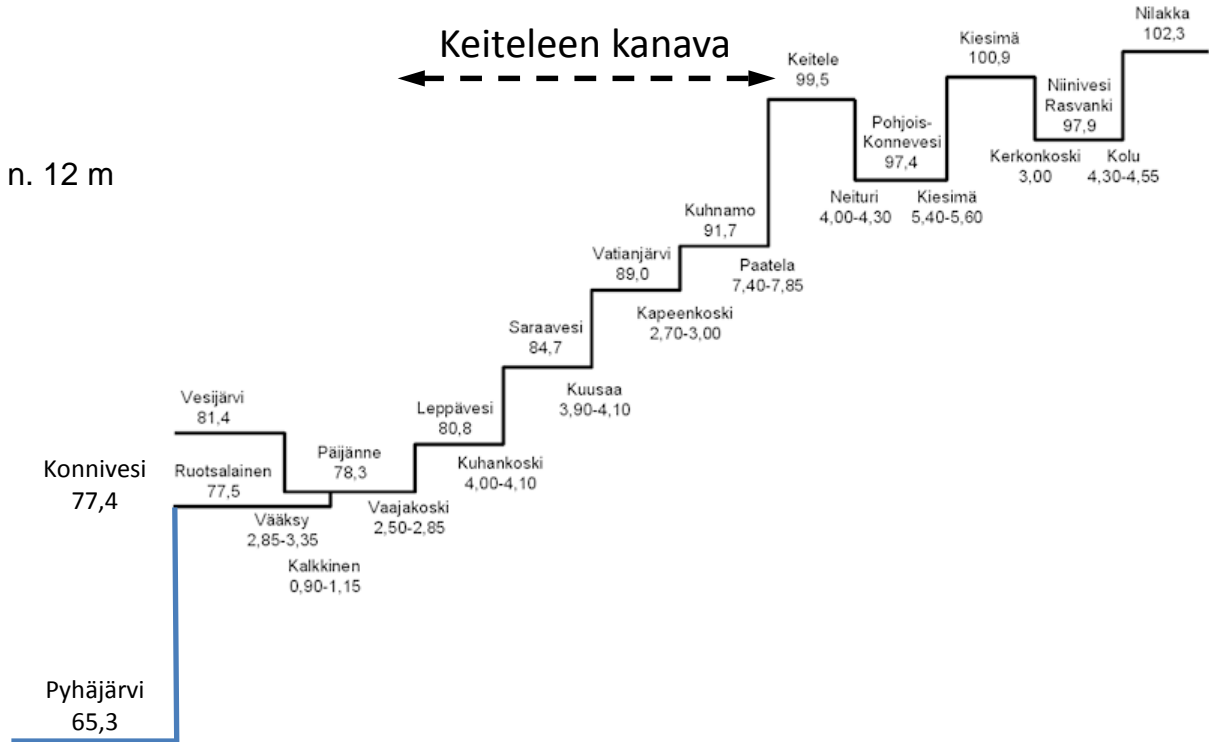 Keiteleen kanava
n. 12 m
Nilakka
102,3
Kiesimä
100,9
Keitele
99,5
Niinivesi
Rasvanki
97,9
Pohjois-
Konnevesi
97,4
Kerkonkoski
3,00
Kolu
4,30-4,55
Neituri
4,00-4,30
Kiesimä
5,40-5,60
Kuhnamo
91,7
Vatianjärvi
89,0
Paatela
7,40-7,85
Kapeenkoski
2,70-3,00
Saraavesi
84,7
Kuusaa
3,90-4,10
Vesijärvi
81,4
Leppävesi
80,8
Konnivesi
77,4
Ruotsalainen
77,5
Päijänne
78,3
Kuhankoski
4,00-4,10
Vääksy
2,85-3,35
Vaajakoski
2,50-2,85
Kalkkinen
0,90-1,15
Pyhäjärvi
65,3